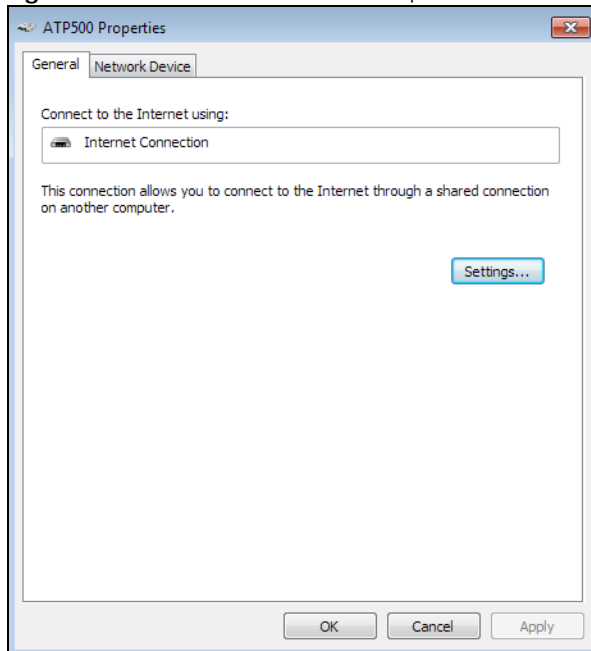 ATP500 Properties
General
Network Device
Connect to the Internet using:
Internet Connection
This connection allows you to connect to the Internet through a shared connection
on another computer.
Settings...
OK
Cancel
Apply